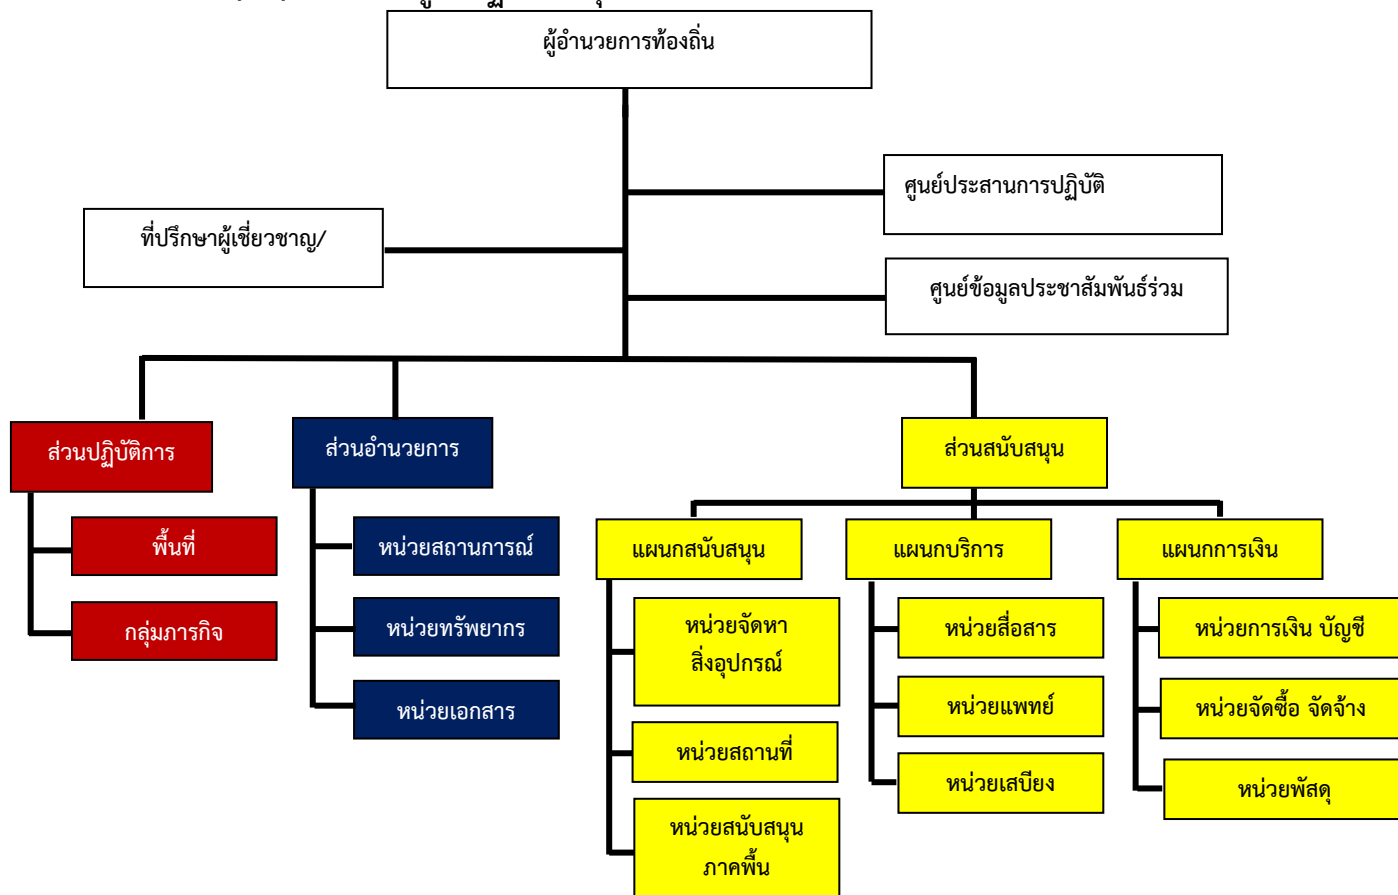 ผู้อำนวยการท้องถิ่น
ศูนย์ประสานการปฏิบัติ
ที่ปรึกษาผู้เชี่ยวชาญ/
ศูนย์ข้อมูลประชาสัมพันธ์ร่วม
ส่วนปฏิบัติการ
พื้นที่
กลุ่มภารกิจ
ส่วนอำนวยการ
หน่วยสถานการณ์
หน่วยทรัพยากร
หน่วยเอกสาร
ส่วนสนับสนุน
แผนกสนับสนุน
หน่วยจัดหา
สิ่งอุปกรณ์
หน่วยสถานที่
หน่วยสนับสนุน
ภาคพื้น
แผนกบริการ
หน่วยสื่อสาร
หน่วยแพทย์
หน่วยเสบียง
แผนกการเงิน
หน่วยการเงิน บัญชี
หน่วยจัดซื้อ จัดจ้าง
หน่วยพัสดุ